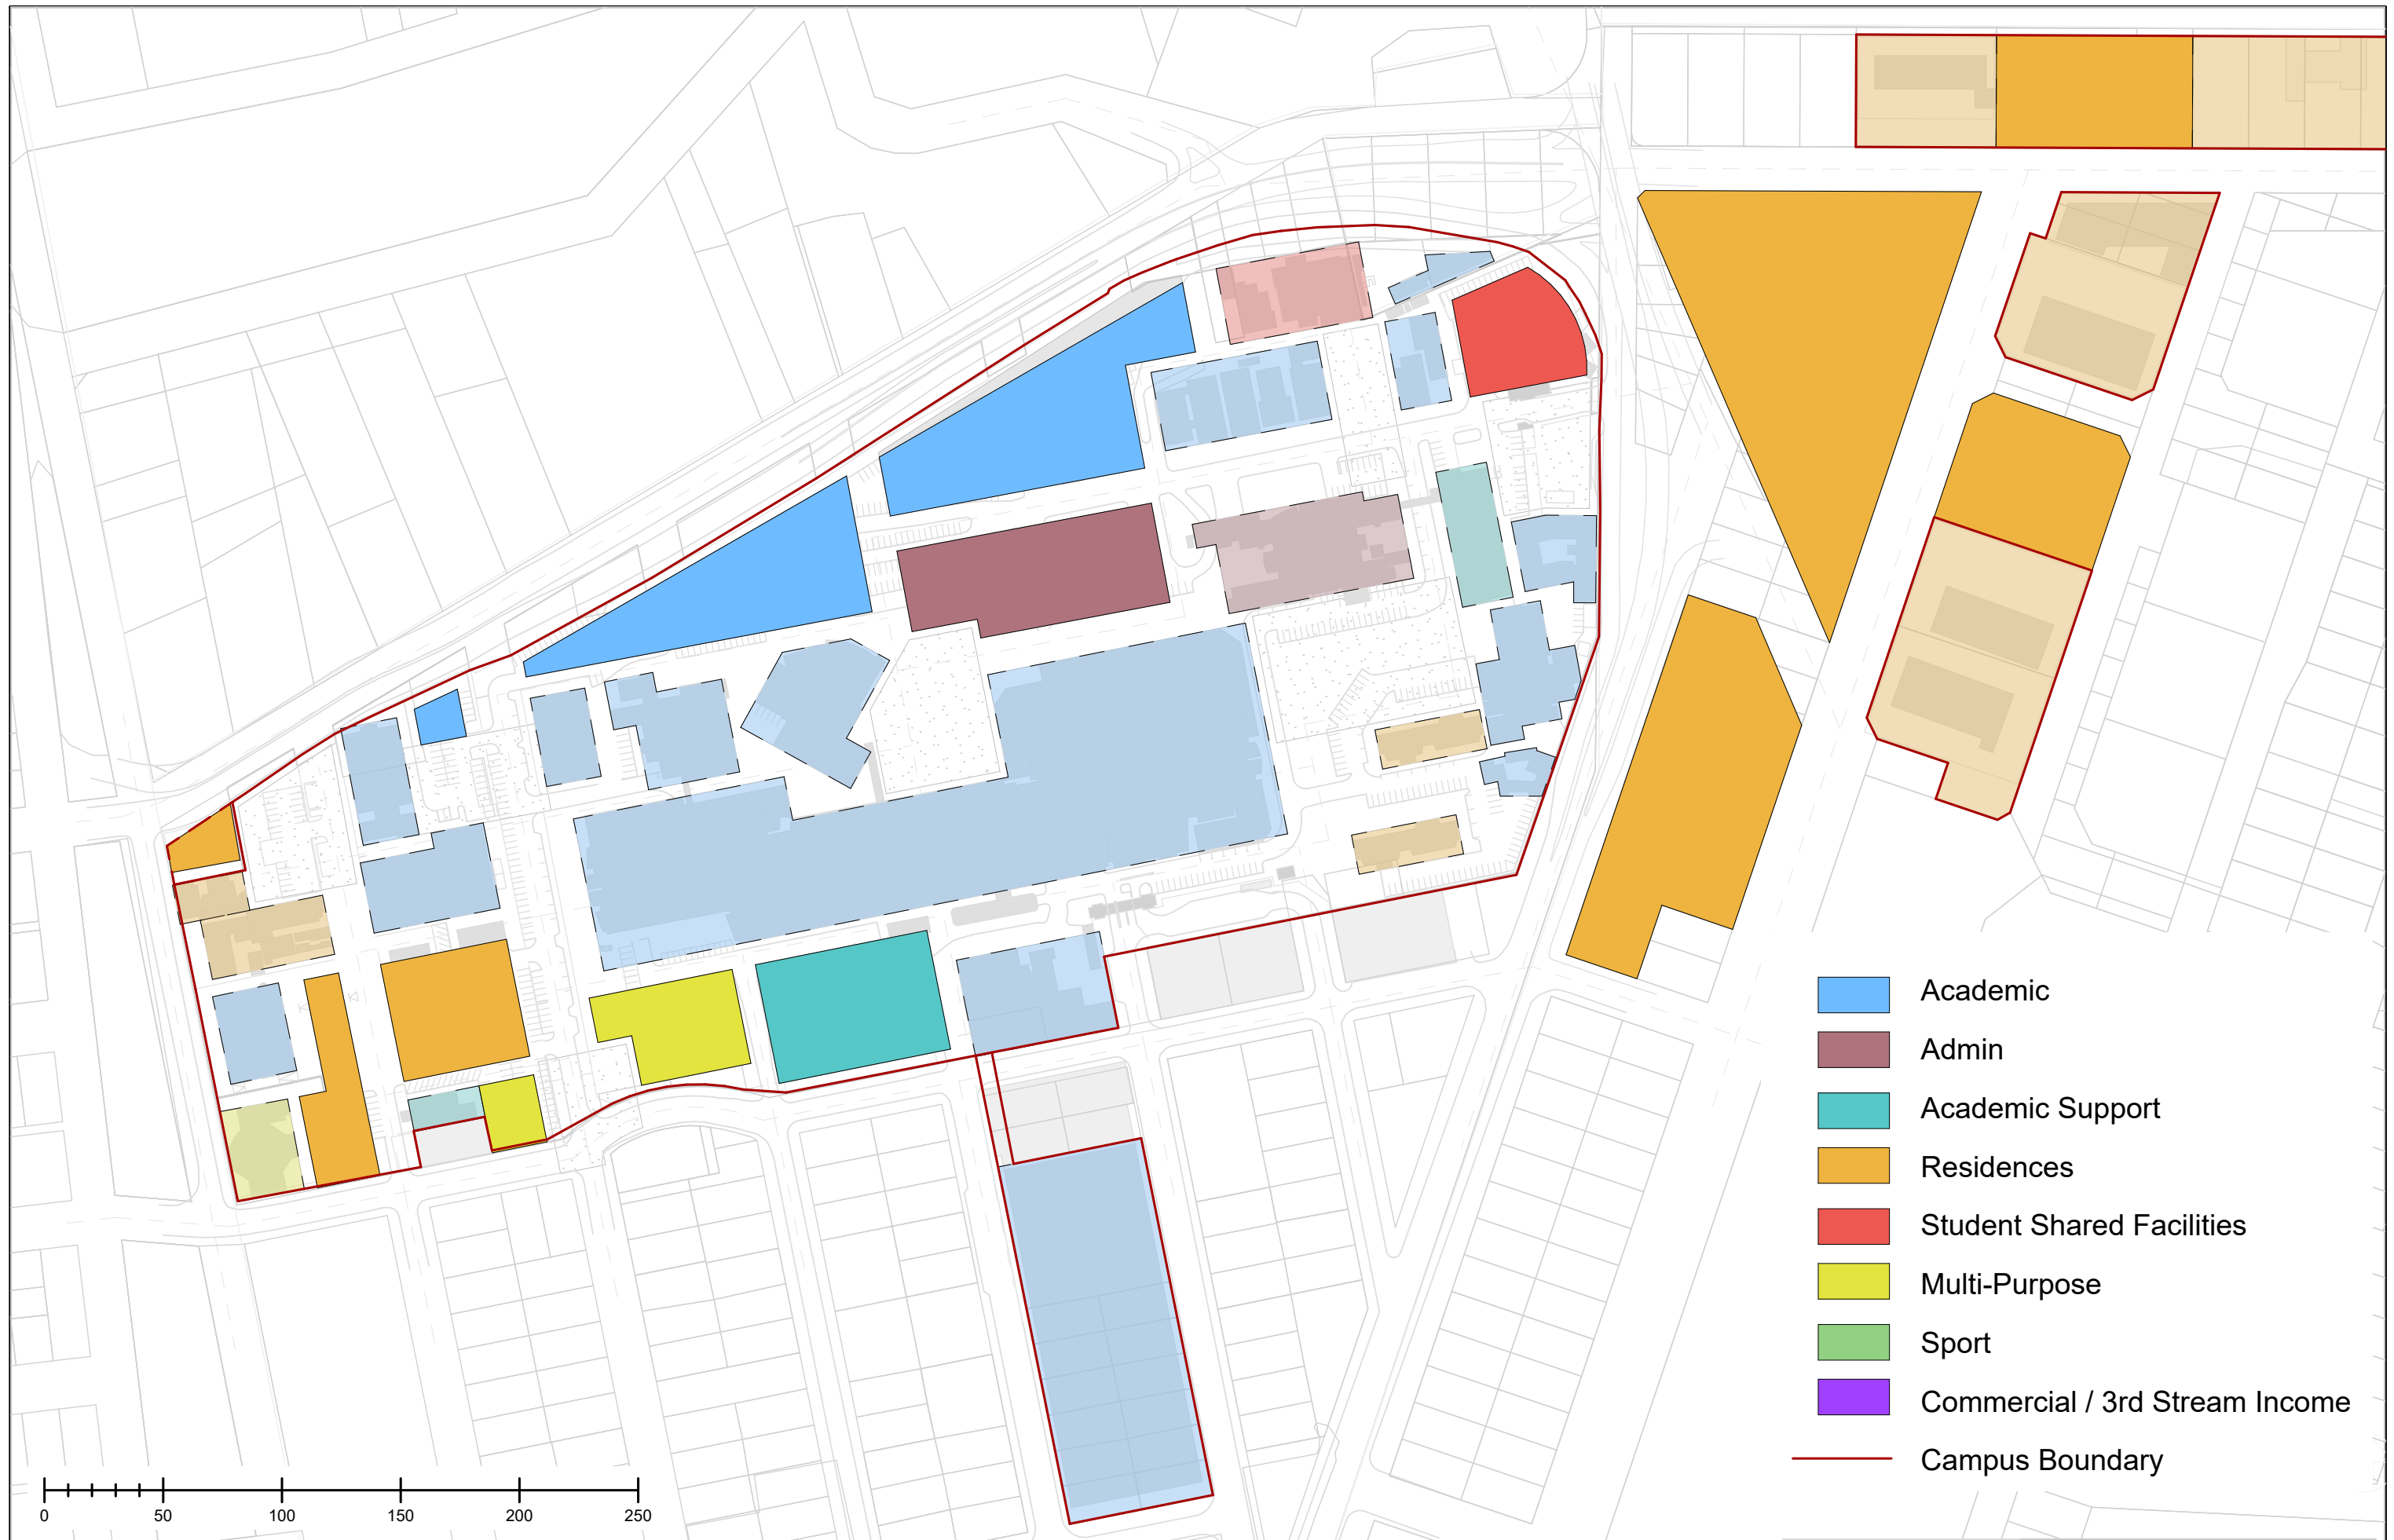 Academic
Admin
Academic Support
Residences
Student Shared Facilities
Multi-Purpose
Sport
Commercial / 3rd Stream Income
Campus Boundary
0 50 100 150 200 250